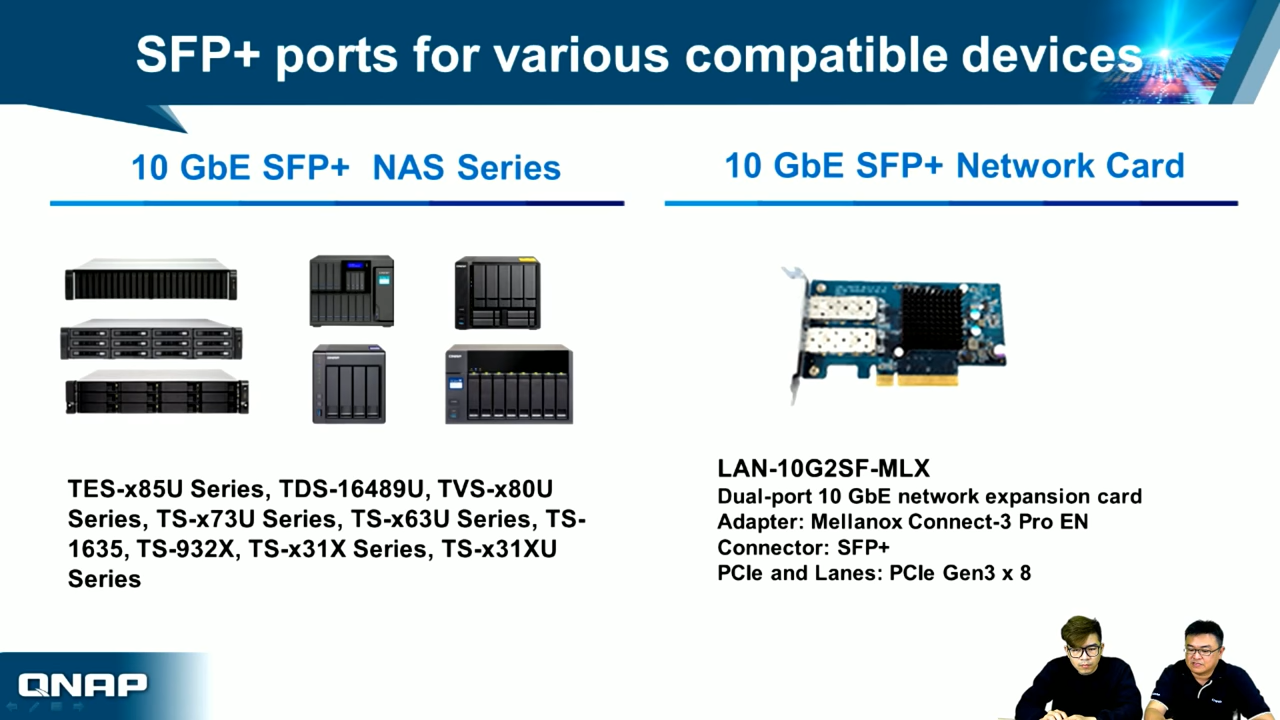 SFP+ ports for various compatible devices
10 GbE SFP+  NAS Series
10 GbE SFP+ Network Card
TES-x85U Series, TDS-16489U, TVS-x80U
Series, TS-x73U Series, TS-x63U Series, TS-
1635, TS-932X, TS-x31X Series, TS-x31XU
Series
LAN-10G2SF-MLX
Dual-port 10 GbE network expansion card
Adapter: Mellanox Connect-3 Pro EN
Connector: SFP+
PCIe and Lanes: PCIe Gen3 x 8
QNAP